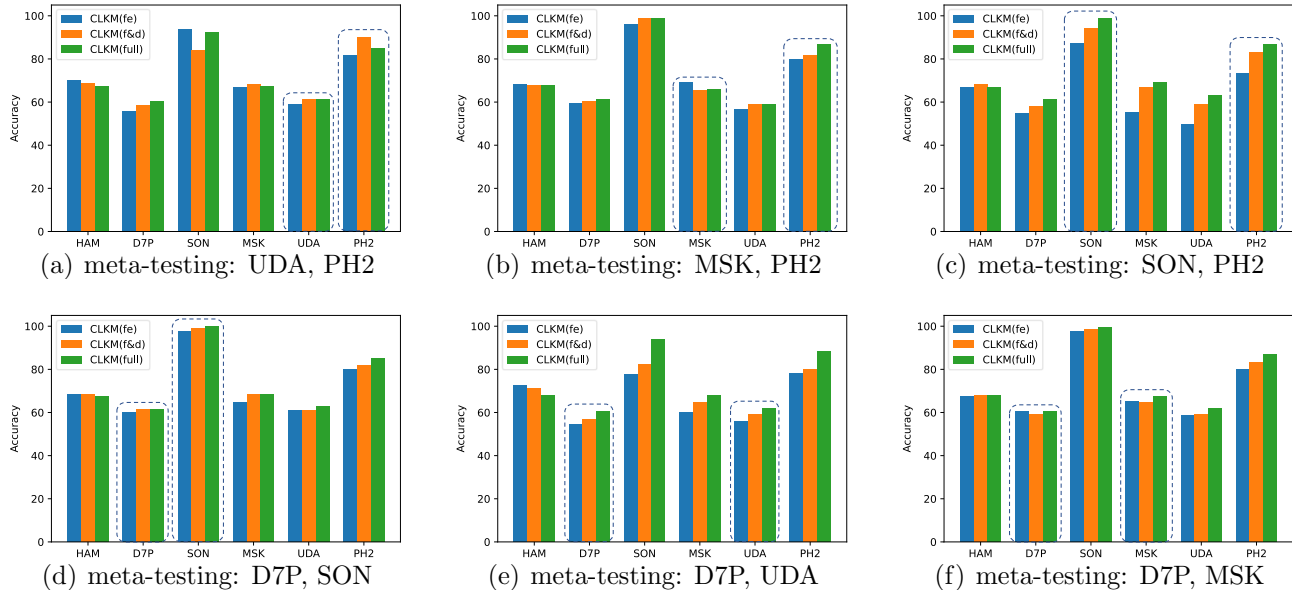 100
80
60
40
20
0
Accuracy
CLKM(fe)
CLKM(f&d)
CLKM(full)
HAM D7P SON MSK UDA PH2
(a) meta-testing: UDA, PH2
100
80
60
40
20
0
Accuracy
CLKM(fe)
CLKM(f&d)
CLKM(full)
HAM D7P SON MSK UDA PH2
(b) meta-testing: MSK, PH2
100
80
60
40
20
0
Accuracy
CLKM(fe)
CLKM(f&d)
CLKM(full)
HAM D7P SON MSK UDA PH2
(c) meta-testing: SON, PH2
100
80
60
40
20
0
Accuracy
CLKM(fe)
CLKM(f&d)
CLKM(full)
HAM D7P SON MSK UDA PH2
(d) meta-testing: D7P, SON
100
80
60
40
20
0
Accuracy
CLKM(fe)
CLKM(f&d)
CLKM(full)
HAM D7P SON MSK UDA PH2
(e) meta-testing: D7P, UDA
100
80
60
40
20
0
Accuracy
CLKM(fe)
CLKM(f&d)
CLKM(full)
HAM D7P SON MSK UDA PH2
(f) meta-testing: D7P, MSK